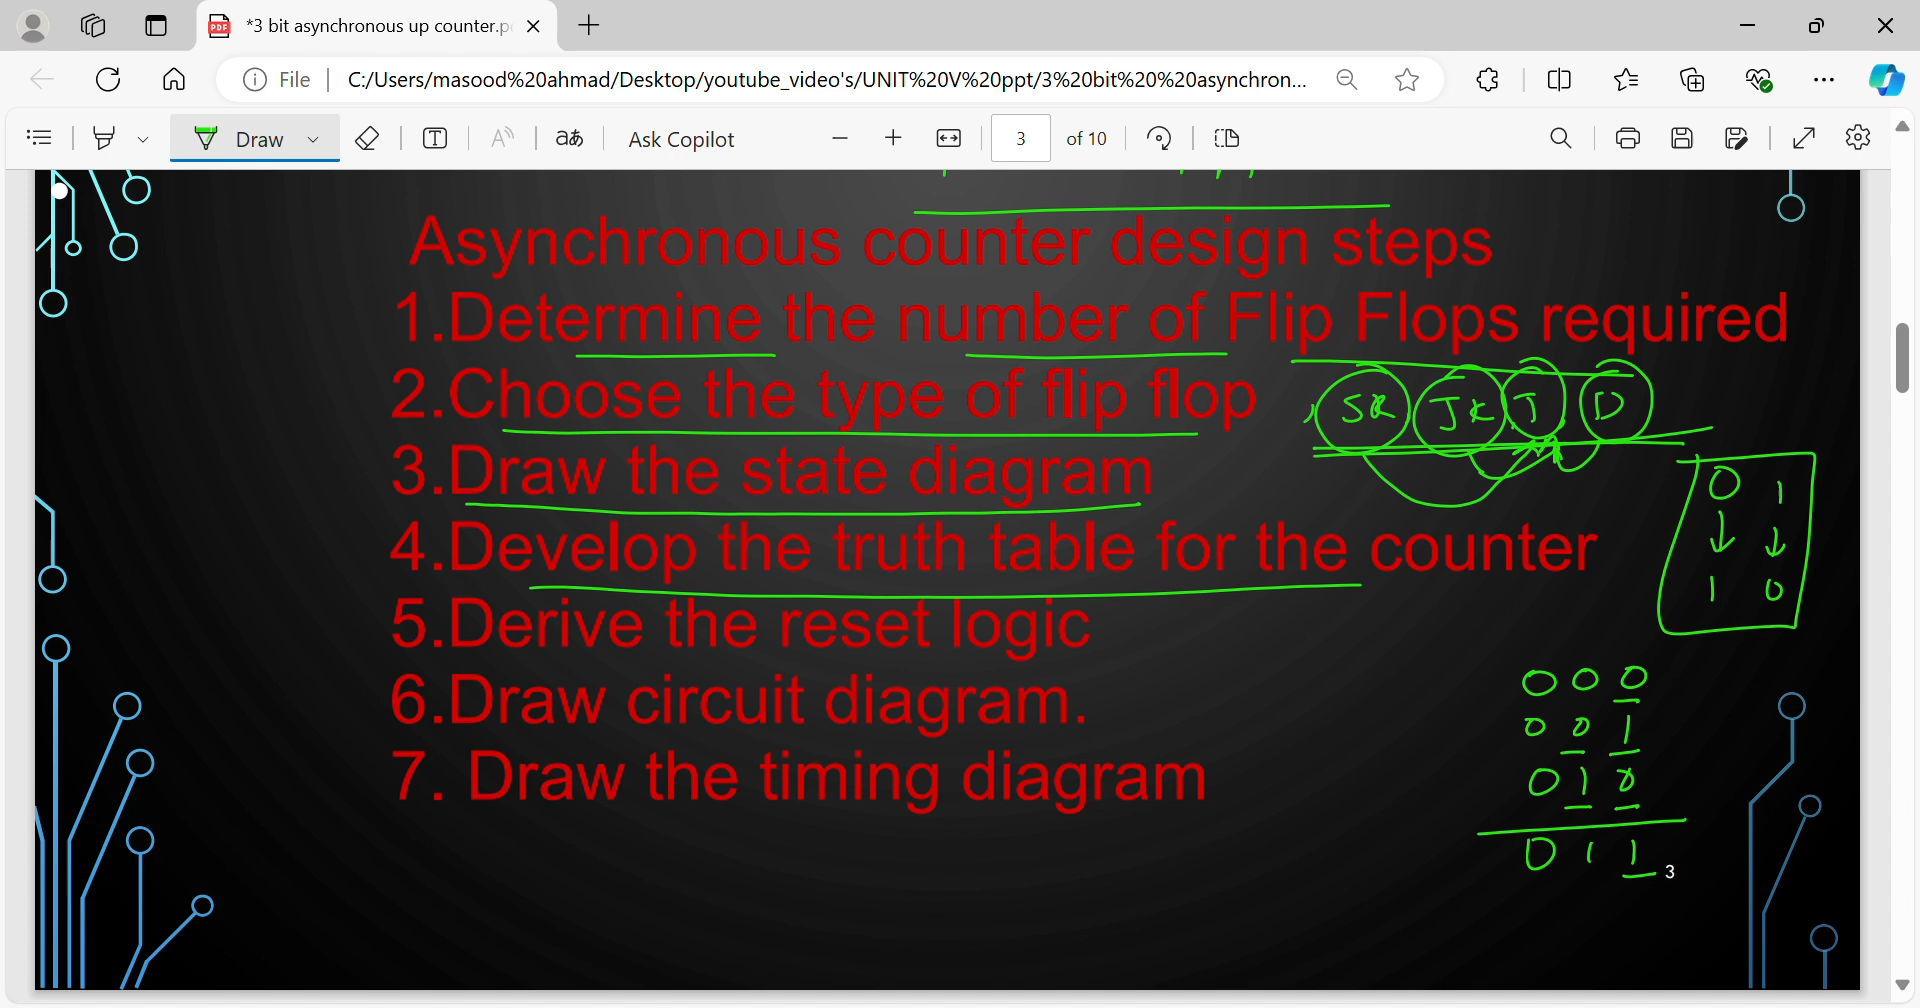 *3 bit asynchronous up counter.p
File
C:/Users/masood%20ahmad/Desktop/youtube_video's/UNIT%20V%20ppt/3%20bit%20%20asynchron...
Draw
T
A
aあ
Ask Copilot
3 of 10
Asynchronous counter design steps
1.Determine the number of Flip Flops required
2.Choose the type of flip flop
SR JK T D
3.Draw the state diagram
0 1
4.Develop the truth table for the counter
1 0
5.Derive the reset logic
6.Draw circuit diagram.
0 0 0
0 0 1
7. Draw the timing diagram
0 1 0
0 1 1
3